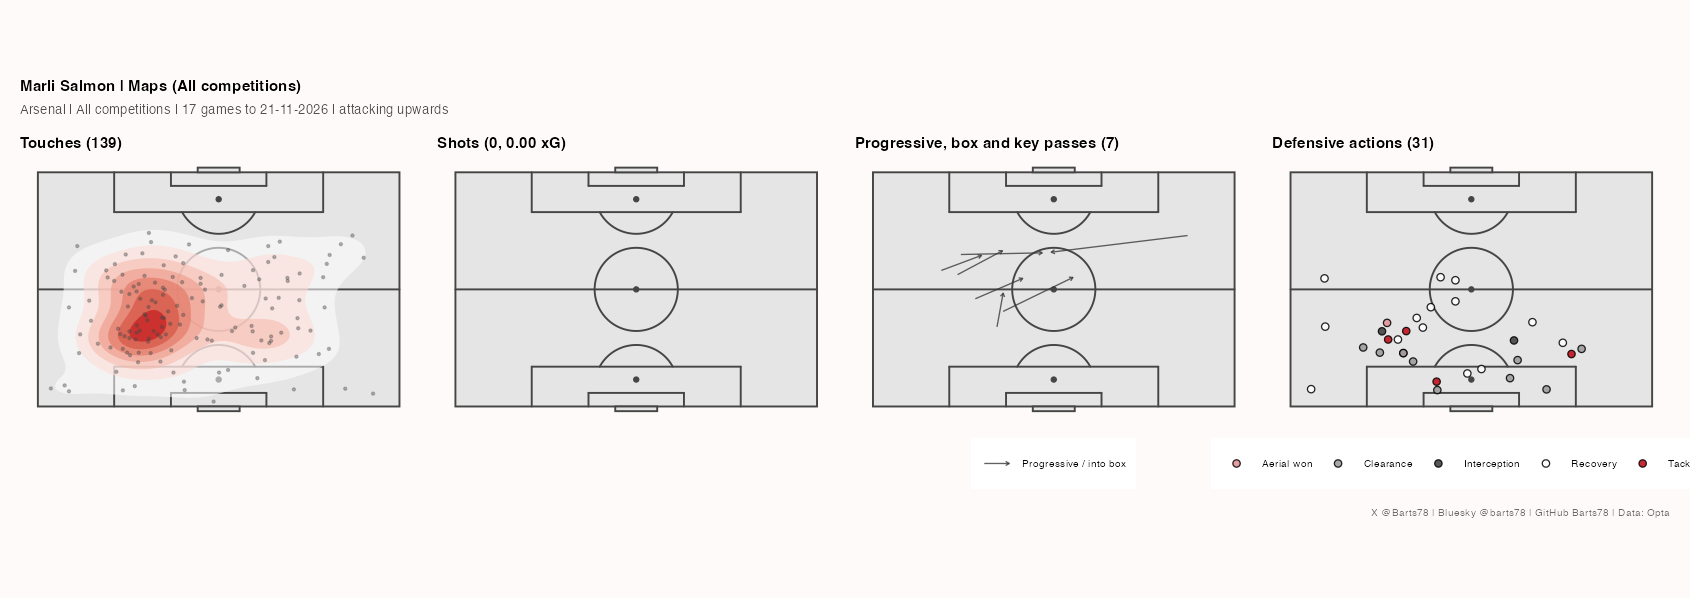 Marli Salmon | Maps (All competitions)
Arsenal | All competitions | 17 games to 21-11-2026 | attacking upwards
Touches (139)
Shots (0, 0.00 xG)
Progressive, box and key passes (7)
Defensive actions (31)
Progressive / into box
Aerial won
Clearance
Interception
Recovery
Tack
X @Barts78 | Bluesky @barts78 | GitHub Barts78 | Data: Opta